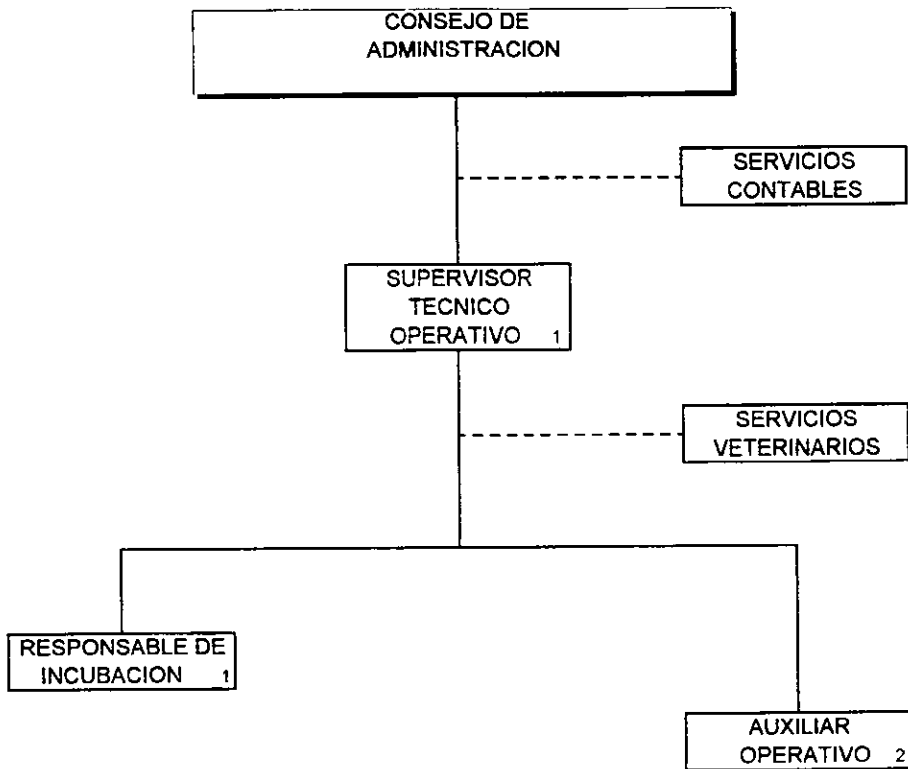 CONSEJO DE
ADMINISTRACION
SERVICIOS
CONTABLES
SUPERVISOR
TECNICO
OPERATIVO 1
SERVICIOS
VETERINARIOS
RESPONSABLE DE
INCUBACION 1
AUXILIAR
OPERATIVO 2